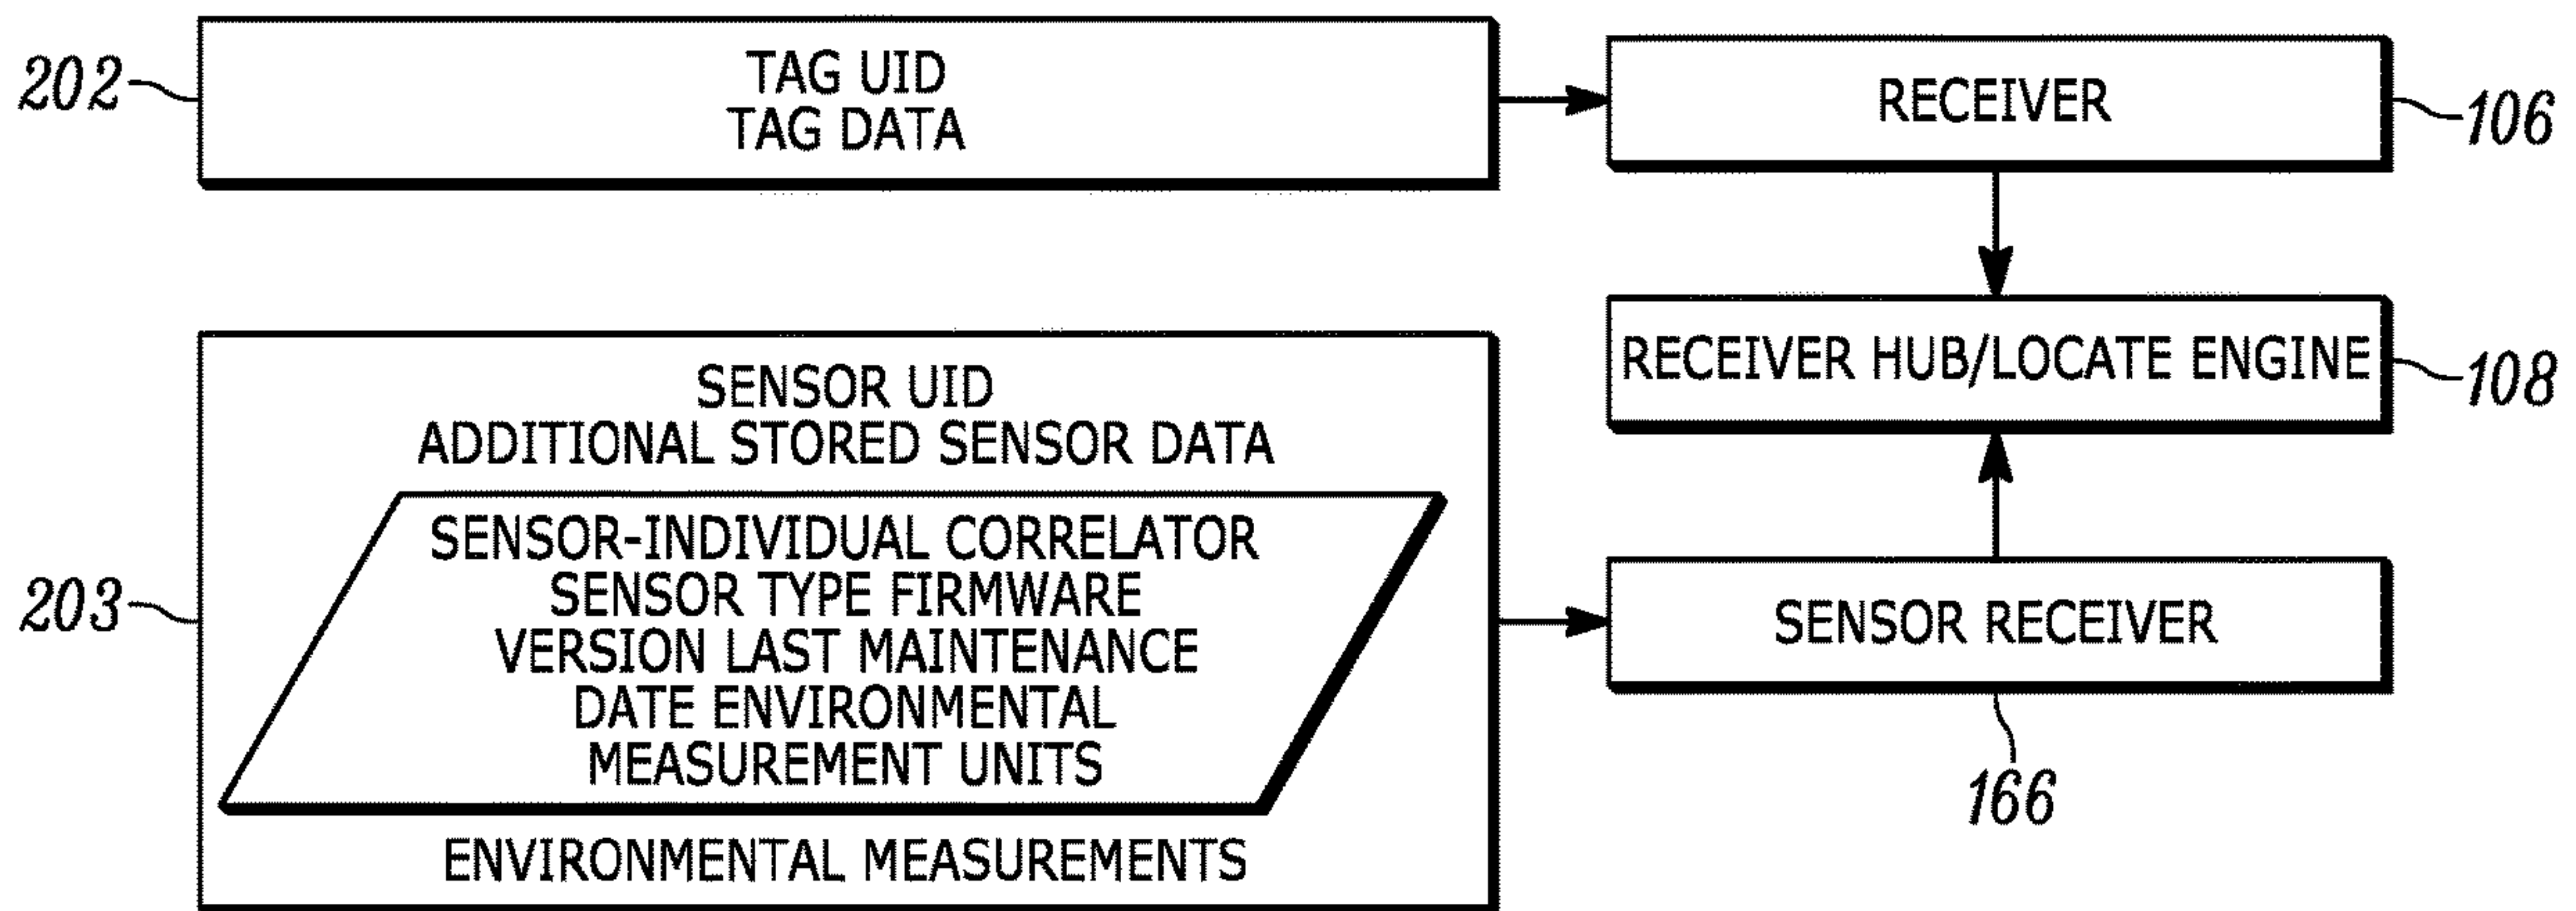 202
TAG UID
TAG DATA
RECEIVER
106
RECEIVER HUB/LOCATE ENGINE
108
203
SENSOR UID
ADDITIONAL STORED SENSOR DATA
SENSOR-INDIVIDUAL CORRELATOR
SENSOR TYPE FIRMWARE
VERSION LAST MAINTENANCE
DATE ENVIRONMENTAL
MEASUREMENT UNITS
ENVIRONMENTAL MEASUREMENTS
SENSOR RECEIVER
166